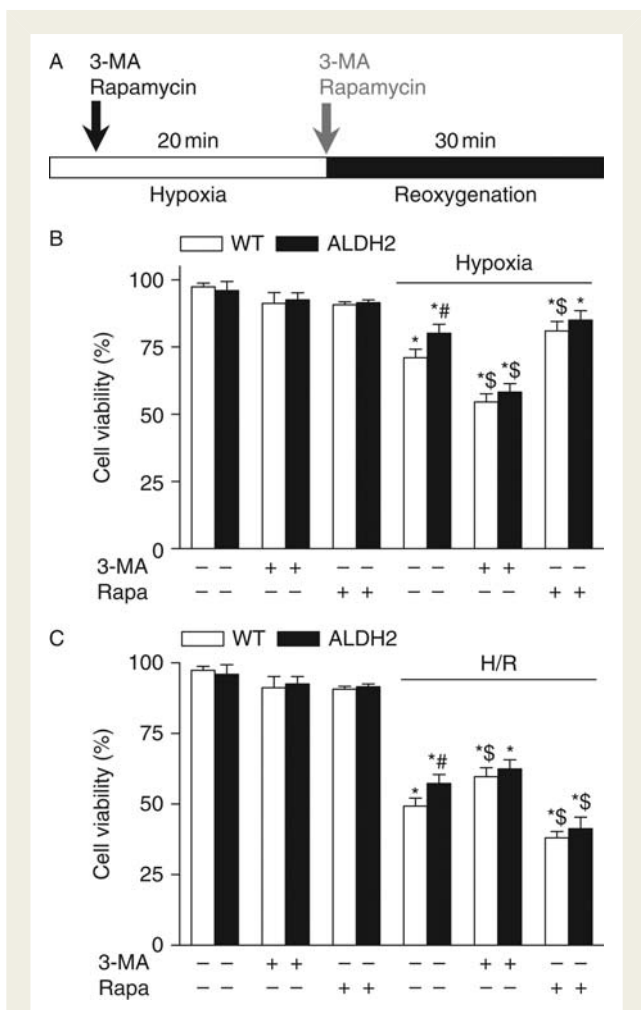 A 3-MA 3-MA
Rapamycin Rapamycin
20 min 30 min
Hypoxia Reoxygenation
B WT ALDH2
Hypoxia
Cell viability (%)
100
75
50
25
0
* *# *$ *$ *$ *
3-MA – – + + – – – – + + – –
Rapa – – – – + + – – – – + +
C WT ALDH2
H/R
Cell viability (%)
100
75
50
25
0
* *# *$ * *$ *$
3-MA – – + + – – – – + + – –
Rapa – – – – + + – – – – + +